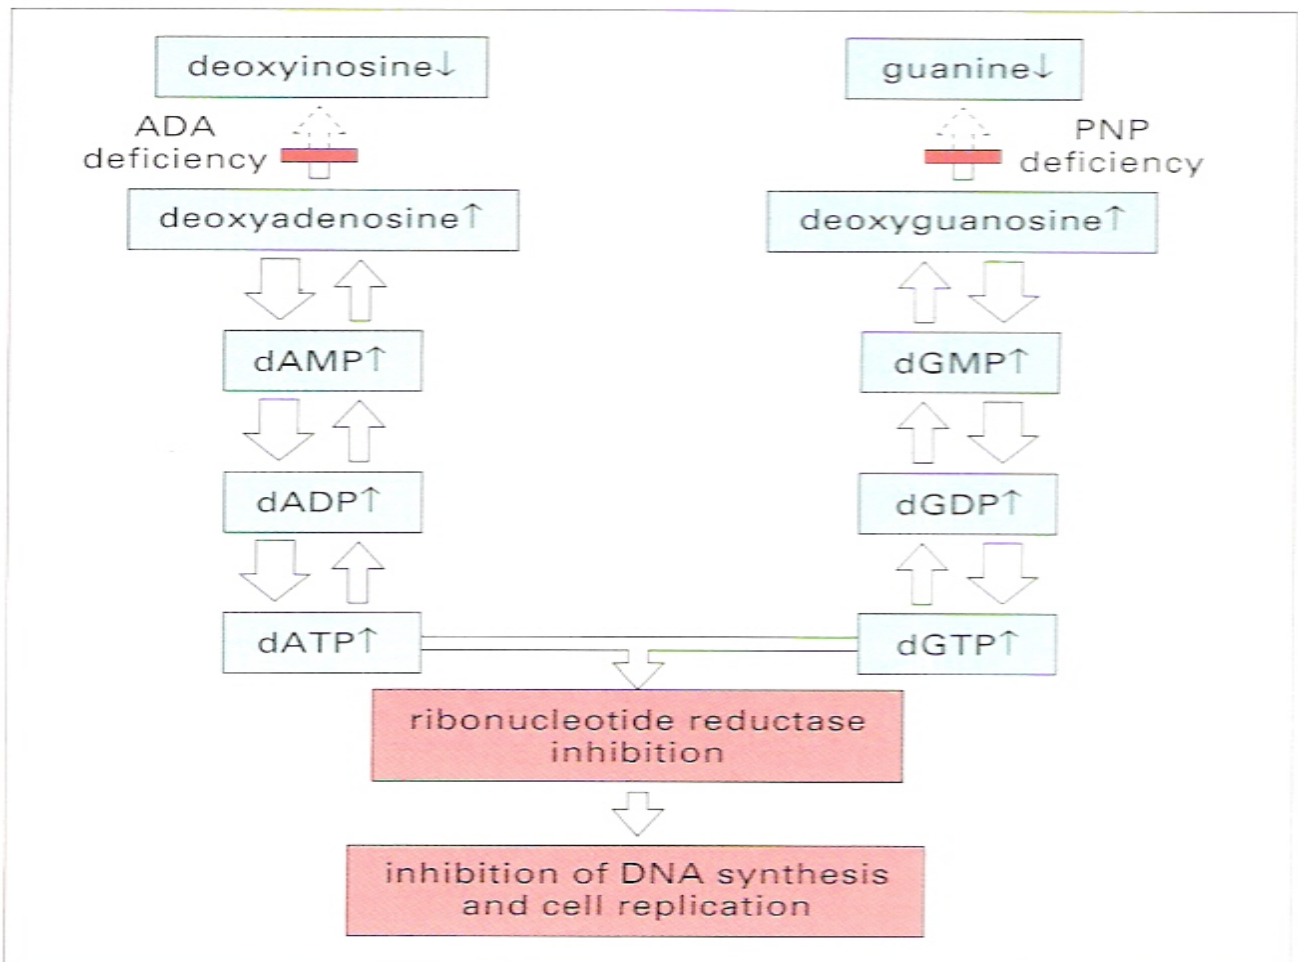 deoxyinosine↓
guanine↓
ADA
deficiency
PNP
deficiency
deoxyadenosine↑
deoxyguanosine↑
dAMP↑
dGMP↑
dADP↑
dGDP↑
dATP↑
dGTP↑
ribonucleotide reductase
inhibition
inhibition of DNA synthesis
and cell replication